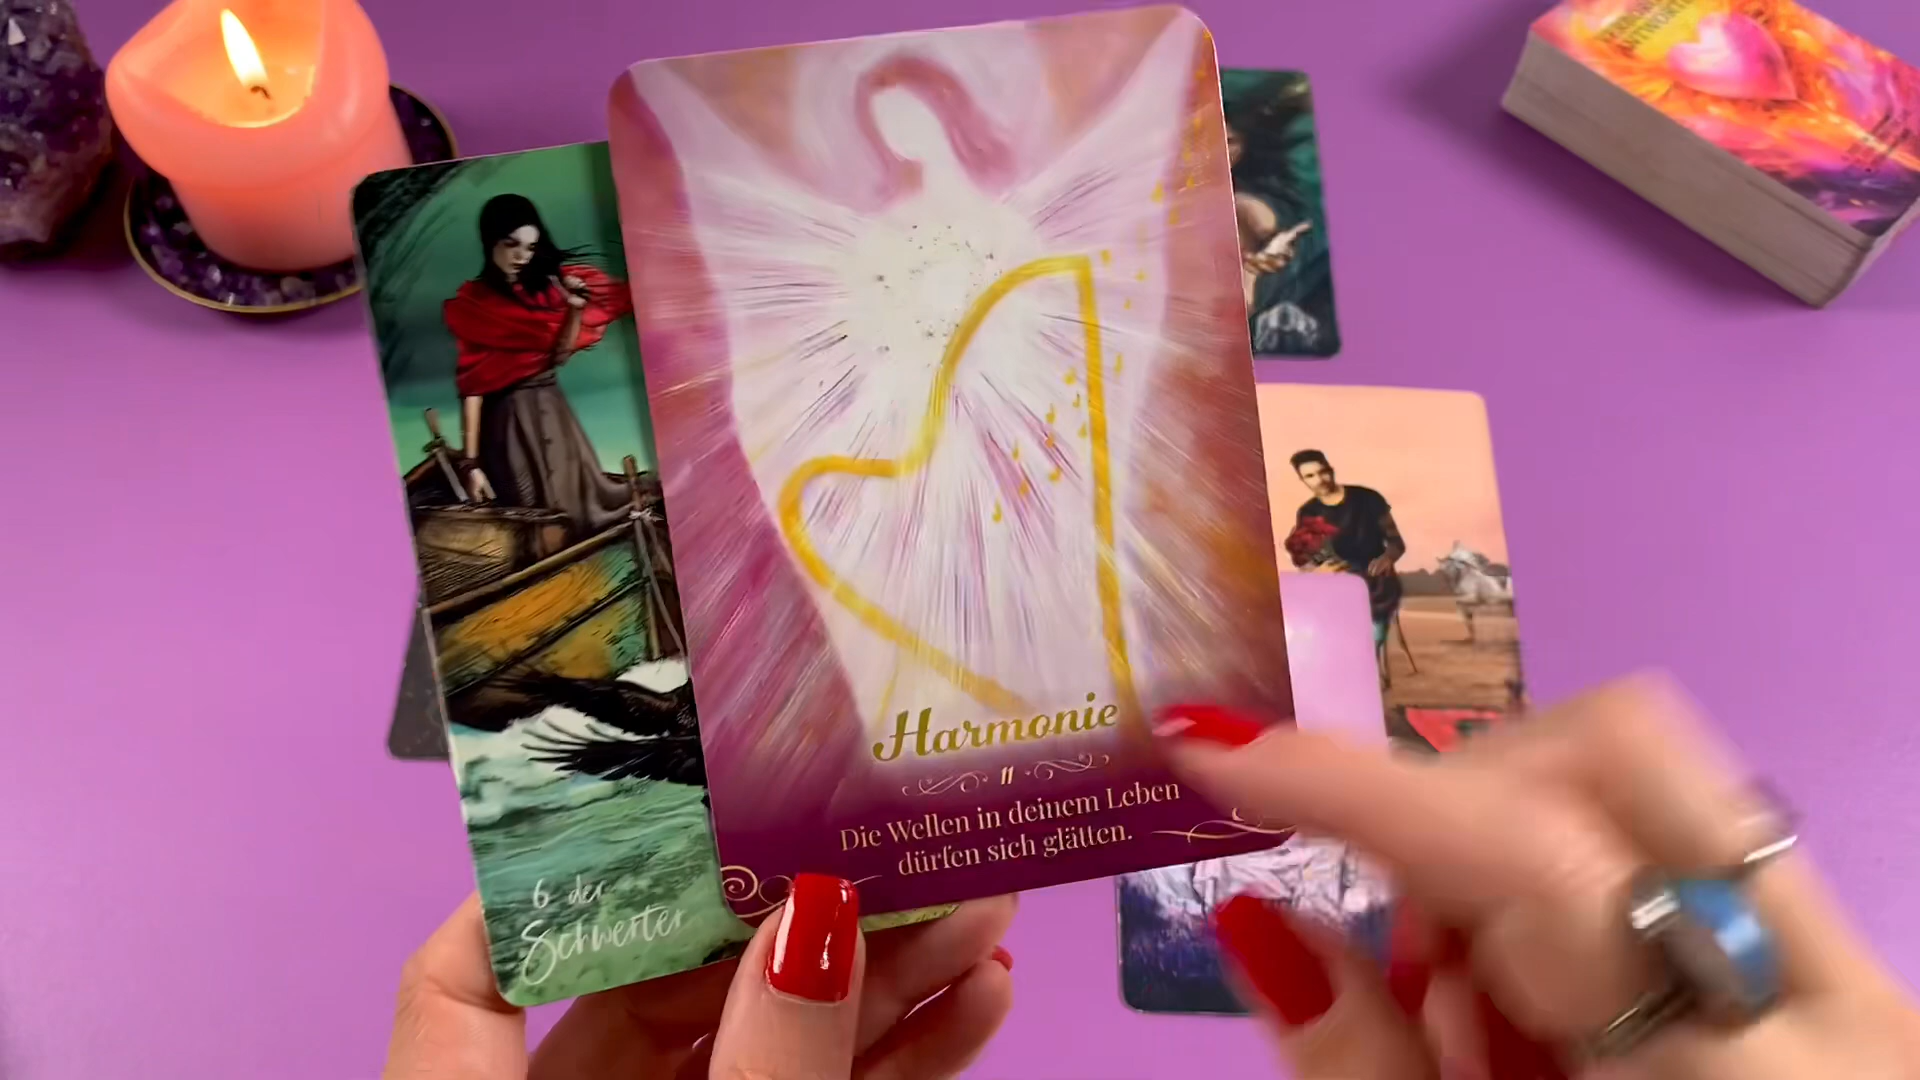 Harmonie
11
Die Wellen in deinem Leben
dürfen sich glätten.
6 der
Schwerter